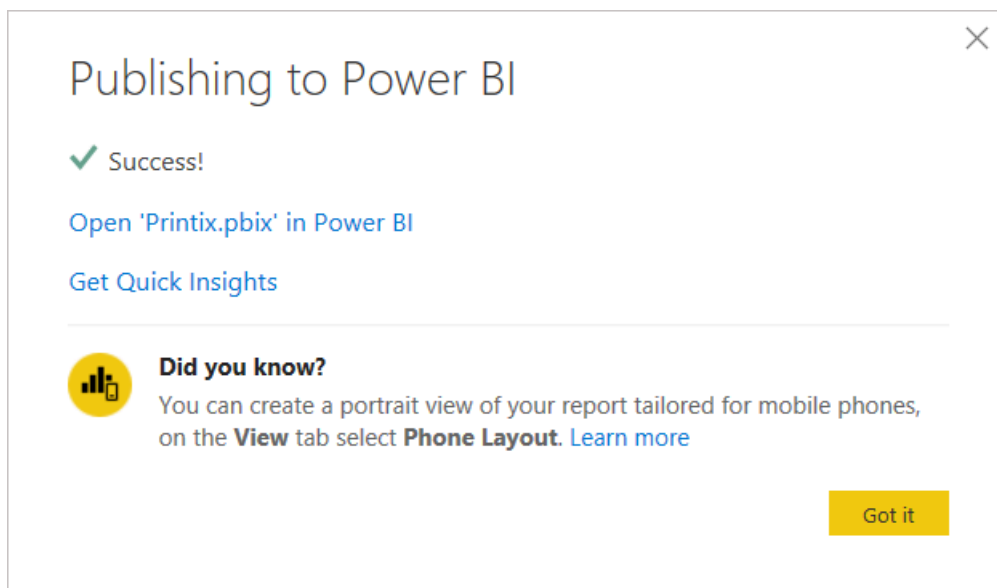 Publishing to Power BI
Success!
Open 'Printix.pbix' in Power BI
Get Quick Insights
Did you know?
You can create a portrait view of your report tailored for mobile phones,
on the View tab select Phone Layout. Learn more
Got it